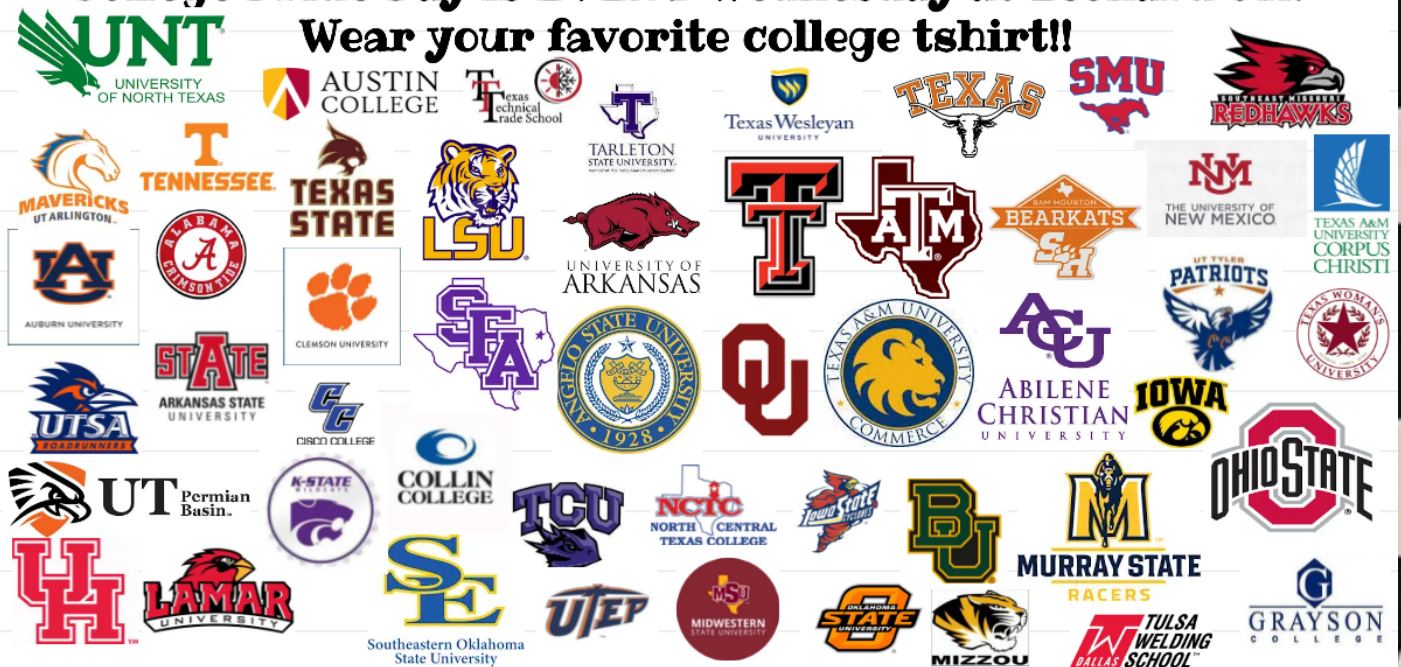 Wear your favorite college tshirt!!
UNT
UNIVERSITY
OF NORTH TEXAS
AUSTIN
COLLEGE
Texas
Technical
Trade School
T
TARLETON
STATE UNIVERSITY
Texas Wesleyan
UNIVERSITY
TEXAS
SMU
SOUTHEAST MISSOURI
REDHAWKS
MAVERICKS
UT ARLINGTON
T
TENNESSEE
TEXAS
STATE
LSU
UNIVERSITY OF
ARKANSAS
TT
ATM
SAM HOUSTON
BEARKATS
SH
NM
THE UNIVERSITY OF
NEW MEXICO
TEXAS A&M
UNIVERSITY
CORPUS
CHRISTI
AU
AUBURN UNIVERSITY
ALABAMA
A
CRIMSON TIDE
CLEMSON UNIVERSITY
SFA
ANGELO STATE UNIVERSITY
1928
OU
TEXAS A&M UNIVERSITY
COMMERCE
ACU
ABILENE
CHRISTIAN
UNIVERSITY
UT TYLER
PATRIOTS
TEXAS WOMAN'S
UNIVERSITY
UTSA
ROADRUNNERS
STATE
ARKANSAS STATE
UNIVERSITY
CC
CISCO COLLEGE
COLLIN
COLLEGE
IOWA
OHIO STATE
UT Permian
Basin
K-STATE
WILDCATS
TCU
NCTC
NORTH CENTRAL
TEXAS COLLEGE
IOWA STATE
CYCLONES
BU
M
MURRAY STATE
RACERS
UH
LAMAR
UNIVERSITY
SE
Southeastern Oklahoma
State University
UTEP
MSU
MIDWESTERN
STATE UNIVERSITY
O
OKLAHOMA
STATE
UNIVERSITY
MIZZOU
W
DALLAS
TULSA
WELDING
SCHOOL
G
GRAYSON
COLLEGE